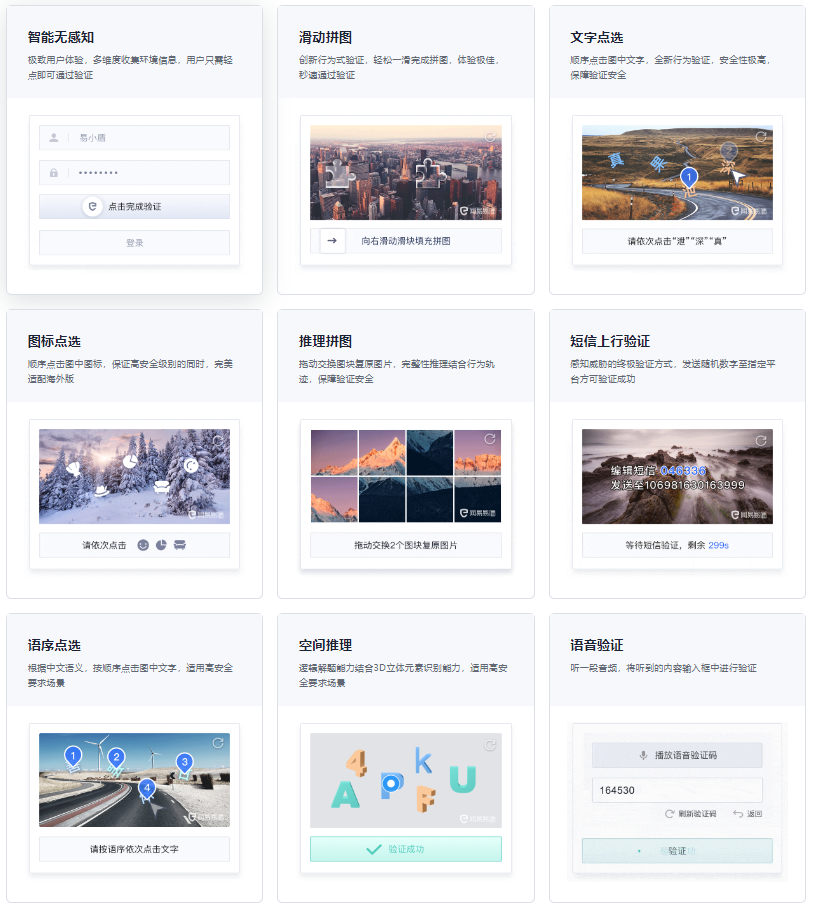 智能无感知
极致用户体验，多维度收集环境信息，用户只需轻
点即可通过验证
易小盾
点击完成验证
登录
滑动拼图
创新行为式验证，轻松一滑完成拼图，体验极佳，
秒速通过验证
网易易盾
向右滑动滑块填充拼图
文字点选
顺序点击图中文字，全新行为验证，安全性极高，
保障验证安全
真
1
网易易盾
请依次点击“泄”“深”“真”
图标点选
顺序点击图中图标，保证高安全级别的同时，完美
适配海外版
网易易盾
请依次点击
推理拼图
拖动交换图块复原图片，完整性推理结合行为轨
迹，保障验证安全
网易易盾
拖动交换2个图块复原图片
短信上行验证
感知威胁的终极验证方式，发送随机数字至指定平
台方可验证成功
编辑短信 046336
发送至106981630163999
网易易盾
等待短信验证，剩余 299s
语序点选
根据中文语义，按顺序点击图中文字，适用高安全
要求场景
1
2
3
4
网易易盾
请按语序依次点击文字
空间推理
逻辑解题能力结合3D立体元素识别能力，适用高安
全要求场景
4
k
A
P
F
U
网易易盾
验证成功
语音验证
听一段音频，将听到的内容输入框中进行验证
播放语音验证码
164530
刷新验证码
返回
验证